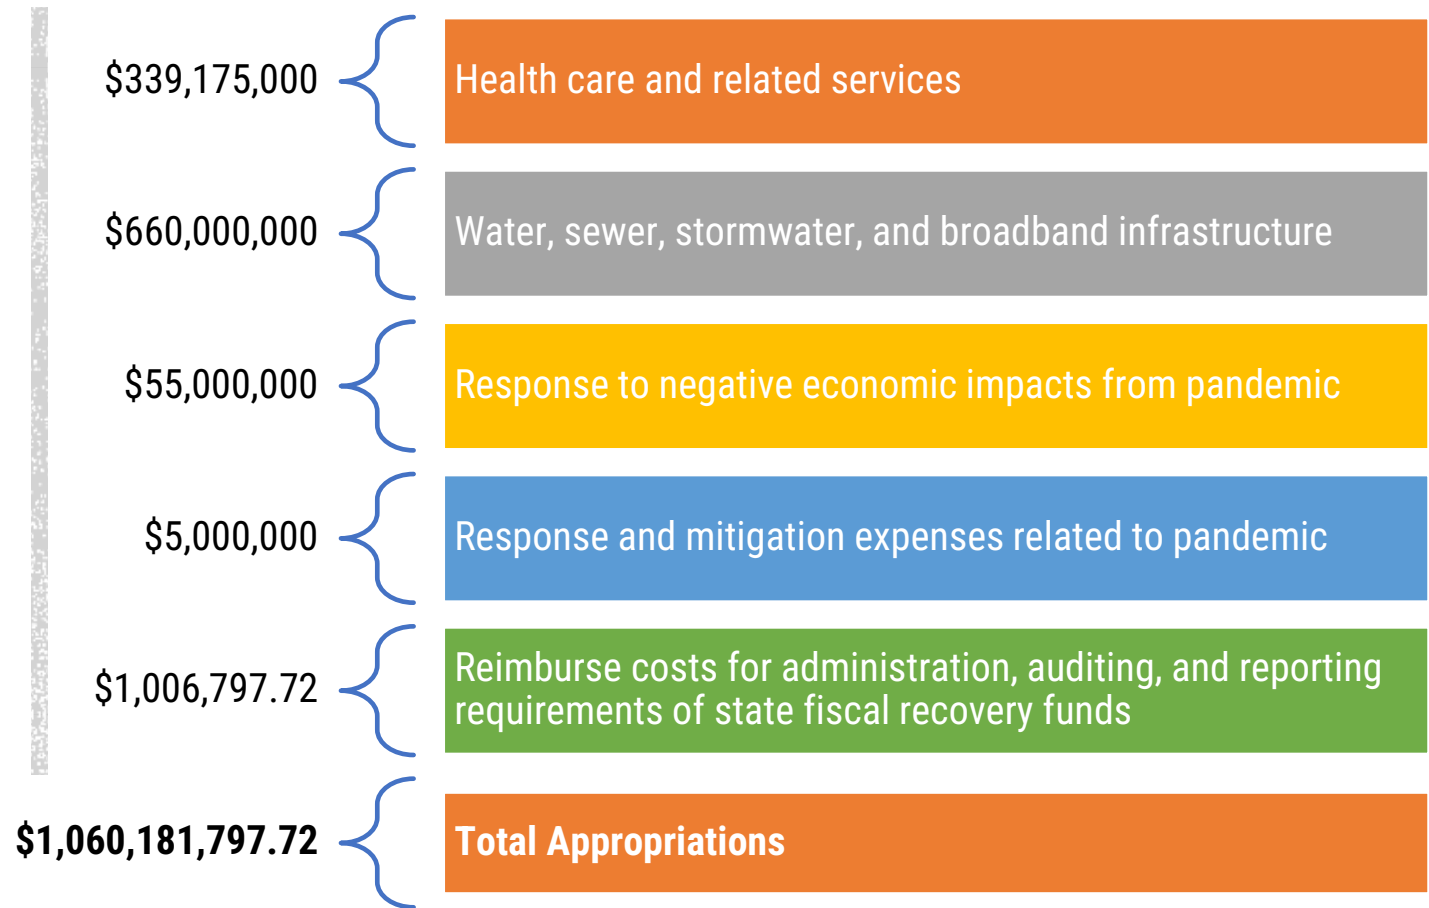 $339,175,000
Health care and related services
$660,000,000
Water, sewer, stormwater, and broadband infrastructure
$55,000,000
Response to negative economic impacts from pandemic
$5,000,000
Response and mitigation expenses related to pandemic
$1,006,797.72
Reimburse costs for administration, auditing, and reporting
requirements of state fiscal recovery funds
$1,060,181,797.72
Total Appropriations